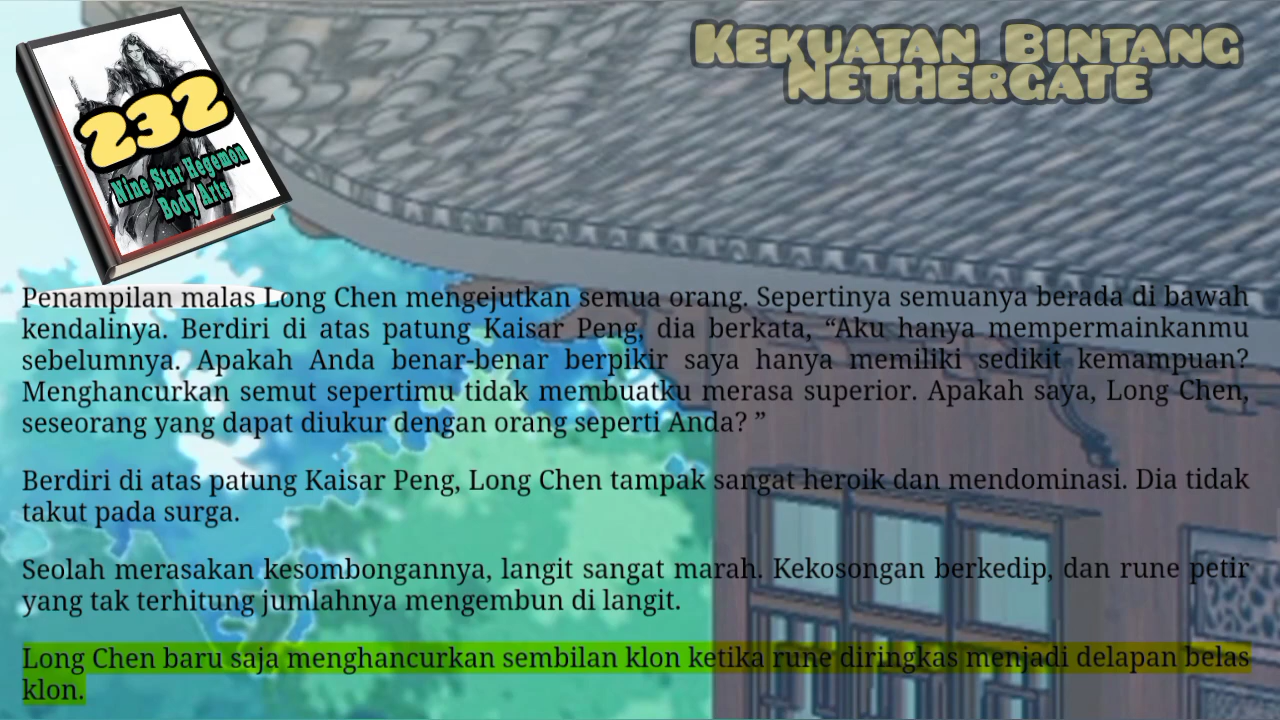 232
Nine Star Hegemon
Body Arts
Kekuatan Bintang
Nethergate
Penampilan malas Long Chen mengejutkan semua orang. Sepertinya semuanya berada di bawah
kendalinya. Berdiri di atas patung Kaisar Peng, dia berkata, “Aku hanya mempermainkanmu
sebelumnya. Apakah Anda benar-benar berpikir saya hanya memiliki sedikit kemampuan?
Menghancurkan semut sepertimu tidak membuatku merasa superior. Apakah saya, Long Chen,
seseorang yang dapat diukur dengan orang seperti Anda? ”
Berdiri di atas patung Kaisar Peng, Long Chen tampak sangat heroik dan mendominasi. Dia tidak
takut pada surga.
Seolah merasakan kesombongannya, langit sangat marah. Kekosongan berkedip, dan rune petir
yang tak terhitung jumlahnya mengembun di langit.
Long Chen baru saja menghancurkan sembilan klon ketika rune diringkas menjadi delapan belas
klon.